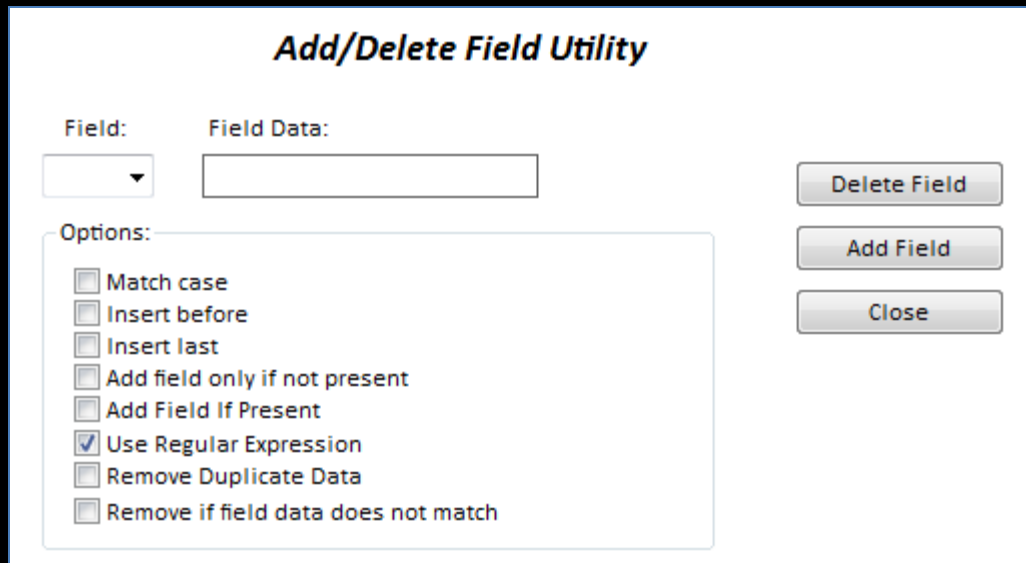 Add/Delete Field Utility
Field: Field Data:
Delete Field
Options:
Add Field
Match case
Close
Insert before
Insert last
Add field only if not present
Add Field If Present
Use Regular Expression
Remove Duplicate Data
Remove if field data does not match